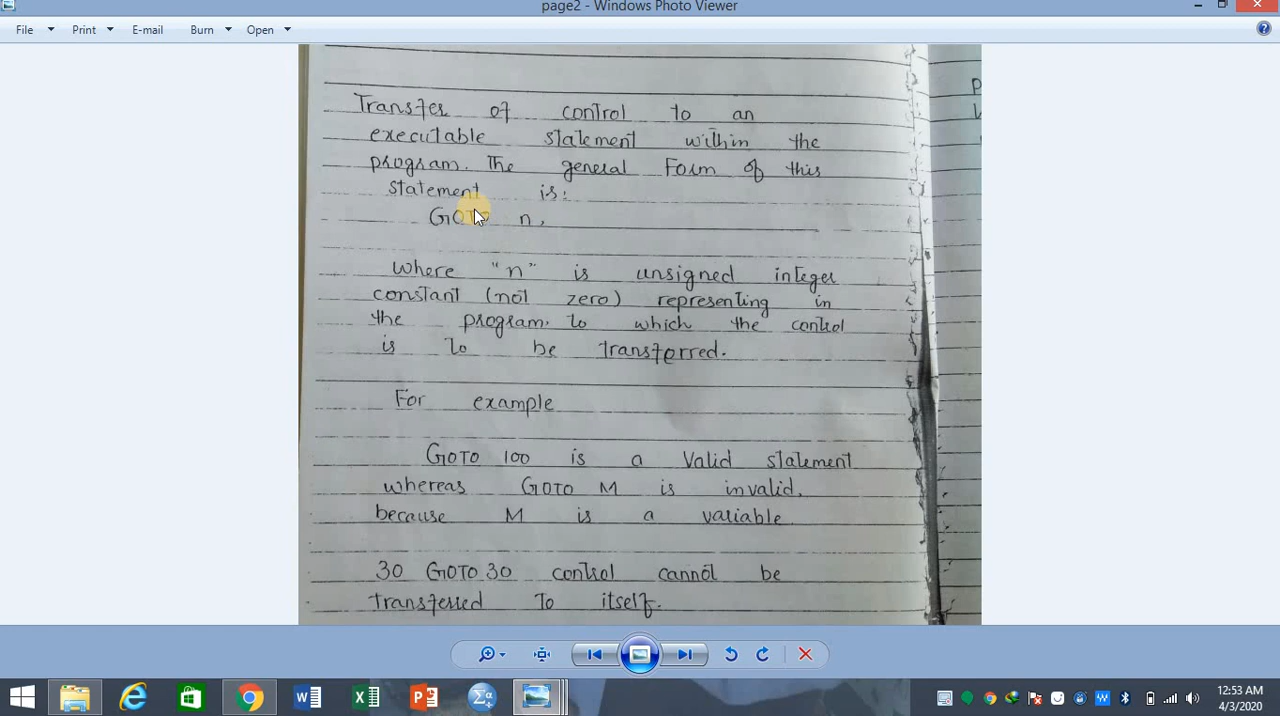 page2 - Windows Photo Viewer
File Print E-mail Burn Open
Transfer of control to an
executable statement within the
program. The general Form of this
statement is:
GOTO n,
Where "n" is unsigned integer
constant (not zero) representing in
the program, to which the control
is to be transferred.
For example
GOTO 100 is a Valid statement
whereas GOTO M is invalid,
because M is a variable
30 GOTO 30 control cannot be
transferred To itself.
12:53 AM
4/3/2020